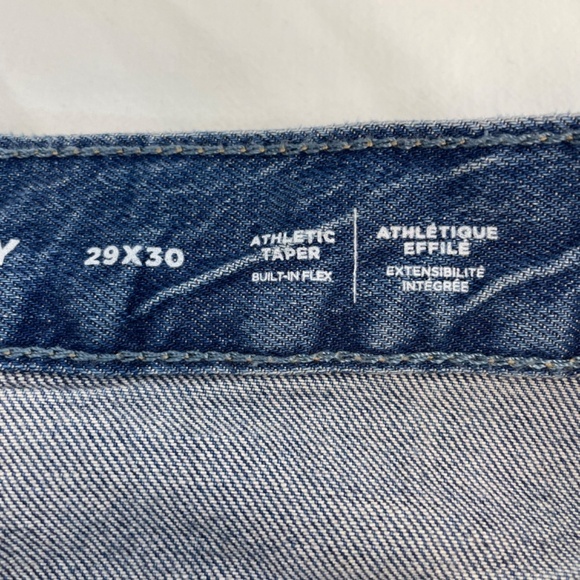 Y
29X30
ATHLETIC
TAPER
BUILT-IN FLEX
ATHLÉTIQUE
EFFILÉ
EXTENSIBILITÉ
INTÉGRÉE